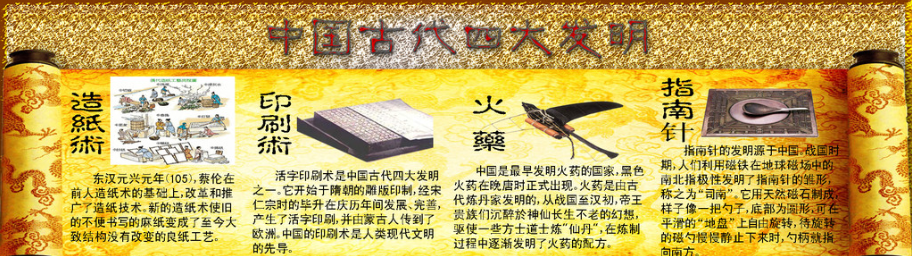 中国古代四大发明
造紙術
东汉元兴元年(105),蔡伦在
前人造纸术的基础上,改革和推
广了造纸技术。新的造纸术使旧
的不便书写的麻纸变成了至今大
致结构没有改变的良纸工艺。
印刷術
活字印刷术是中国古代四大发明
之一。它开始于隋朝的雕版印制,经宋
仁宗时的毕升在庆历年间发展、完善,
产生了活字印刷,并由蒙古人传到了
欧洲。中国的印刷术是人类现代文明
的先导。
火藥
中国是最早发明火药的国家,黑色
火药在晚唐时正式出现。火药是由古
代炼丹家发明的,从战国至汉初,帝王
贵族们沉醉於神仙长生不老的幻想,
驱使一些方士道士炼“仙丹”,在炼制
过程中逐渐发明了火药的配方。
指南针
指南针的发明源于中国。战国时
期,人们利用磁铁在地球磁场中的
南北指极性发明了指南针的雏形,
称之为“司南”。它用天然磁石制成,
样子像一把勺子,底部为圆形,可在
平滑的“地盘”上自由旋转,待旋转
的磁勺慢慢静止下来时,勺柄就指
向南方。